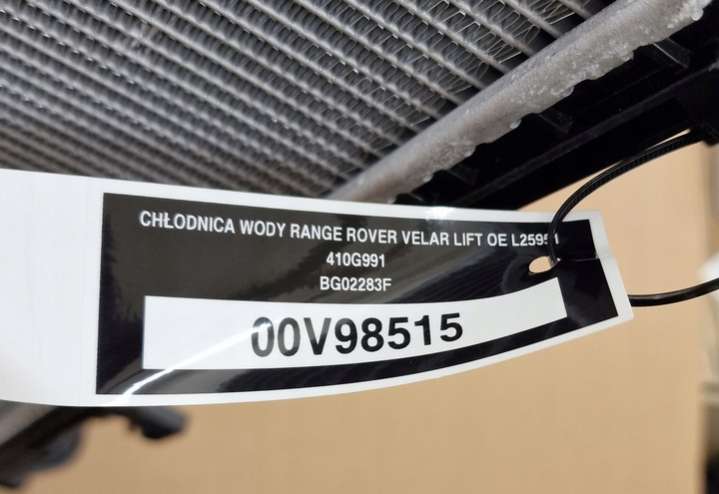 CHŁODNICA WODY RANGE ROVER VELAR LIFT OE
410G991
BG02283F
00V98515